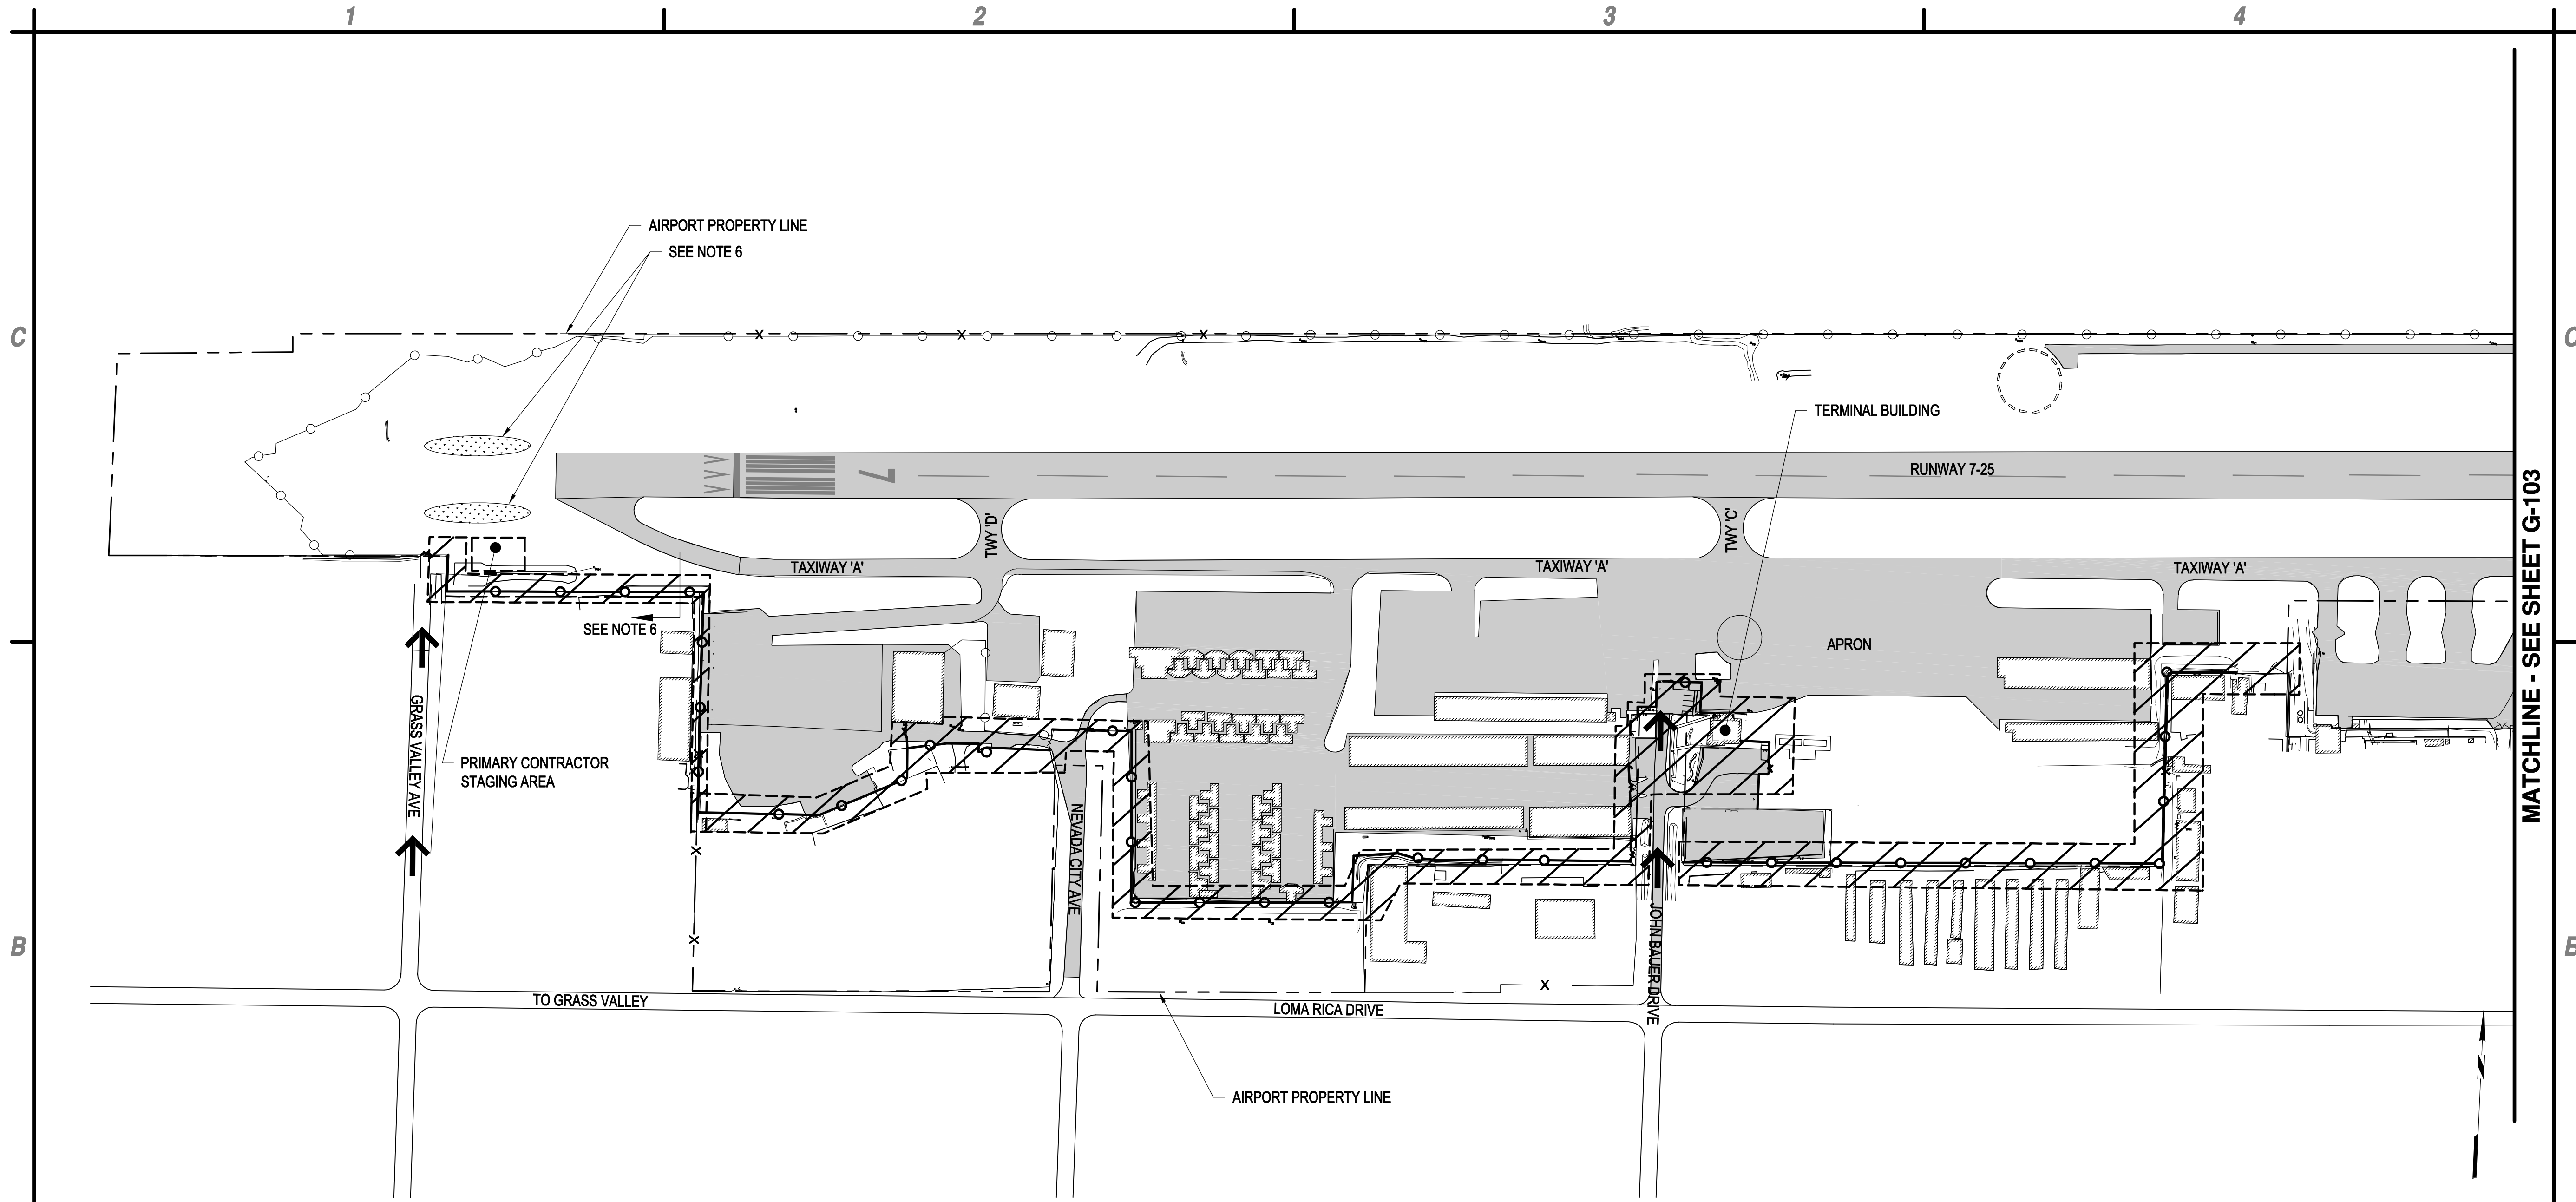 1
2
3
4
AIRPORT PROPERTY LINE
SEE NOTE 6
C
C
TERMINAL BUILDING
RUNWAY 7-25
7
TWY 'D'
TWY 'C'
TAXIWAY 'A'
TAXIWAY 'A'
TAXIWAY 'A'
MATCHLINE - SEE SHEET G-103
SEE NOTE 6
APRON
GRASS VALLEY AVE
PRIMARY CONTRACTOR
STAGING AREA
NEVADA CITY AVE
JOHN BAUER DRIVE
B
B
TO GRASS VALLEY
LOMA RICA DRIVE
AIRPORT PROPERTY LINE
N